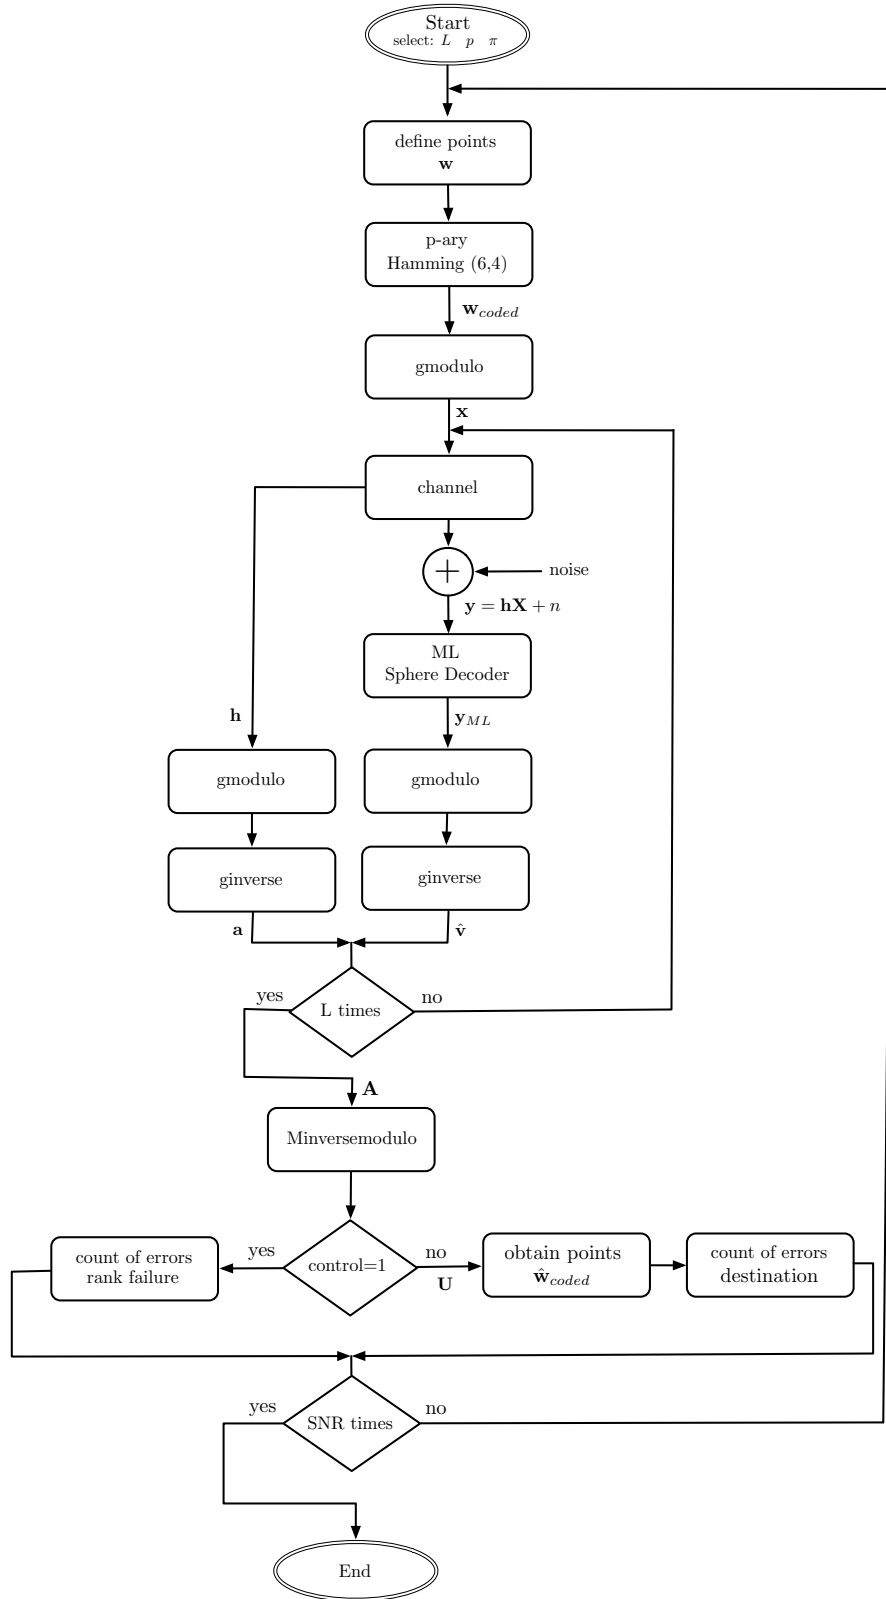 Start
select: L p π
define points
w
p-ary
Hamming (6,4)
w_coded
gmodulo
x
channel
noise
y = hX + n
ML
Sphere Decoder
h
y_ML
gmodulo
gmodulo
ginverse
ginverse
a
v̂
yes
no
L times
A
Minversemodulo
yes
no
control=1
U
count of errors
rank failure
obtain points
ŵ_coded
count of errors
destination
yes
no
SNR times
End